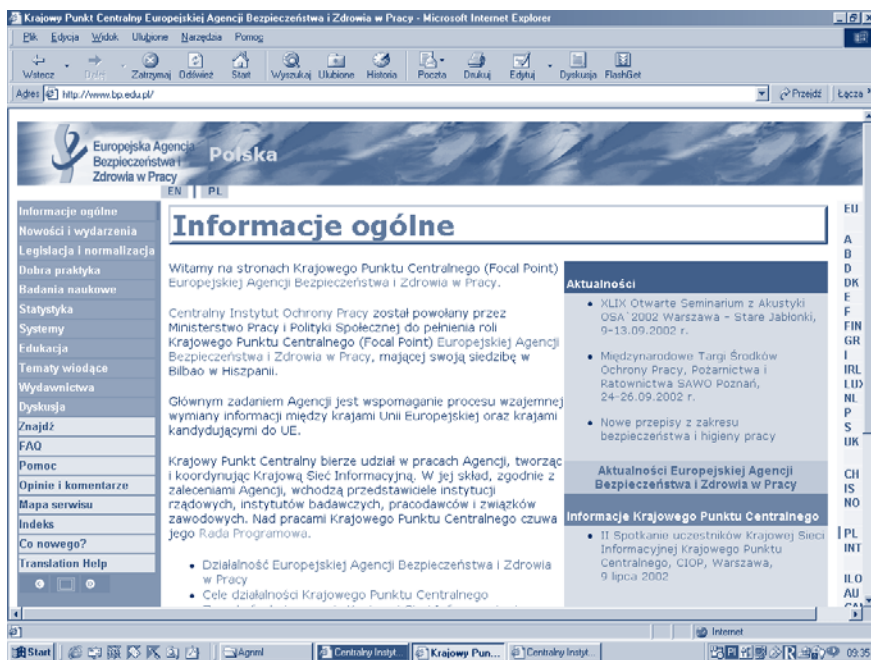 Krajowy Punkt Centralny Europejskiej Agencji Bezpieczeństwa i Zdrowia w Pracy - Microsoft Internet Explorer
Plik Edycja Widok Ulubione Narzędzia Pomoc
Wstecz Dalej Zatrzymaj Odśwież Start Wyszukaj Ulubione Historia Poczta Drukuj Edytuj Dyskusja FlashGet
Adres http://www.bp.edu.pl/ Przejdź Łącza
Europejska Agencja
Bezpieczeństwa i
Zdrowia w Pracy
Polska
EN PL
Informacje ogólne
Nowości i wydarzenia
Legislacja i normalizacja
Dobra praktyka
Badania naukowe
Statystyka
Systemy
Edukacja
Tematy wiodące
Wydawnictwa
Dyskusja
Znajdź
FAQ
Pomoc
Opinie i komentarze
Mapa serwisu
Indeks
Co nowego?
Translation Help
Informacje ogólne
Witamy na stronach Krajowego Punktu Centralnego (Focal Point)
Europejskiej Agencji Bezpieczeństwa i Zdrowia w Pracy.
Centralny Instytut Ochrony Pracy został powołany przez
Ministerstwo Pracy i Polityki Społecznej do pełnienia roli
Krajowego Punktu Centralnego (Focal Point) Europejskiej Agencji
Bezpieczeństwa i Zdrowia w Pracy, mającej swoją siedzibę w
Bilbao w Hiszpanii.
Głównym zadaniem Agencji jest wspomaganie procesu wzajemnej
wymiany informacji między krajami Unii Europejskiej oraz krajami
kandydującymi do UE.
Krajowy Punkt Centralny bierze udział w pracach Agencji, tworząc
i koordynując Krajową Sieć Informacyjną. W jej skład, zgodnie z
zaleceniami Agencji, wchodzą przedstawiciele instytucji
rządowych, instytutów badawczych, pracodawców i związków
zawodowych. Nad pracami Krajowego Punktu Centralnego czuwa
jego Rada Programowa.
• Działalność Europejskiej Agencji Bezpieczeństwa i Zdrowia
w Pracy
• Cele działalności Krajowego Punktu Centralnego
Aktualności
• XLIX Otwarte Seminarium z Akustyki
OSA`2002 Warszawa - Stare Jabłonki,
9-13.09.2002 r.
• Międzynarodowe Targi Środków
Ochrony Pracy, Pożarnictwa i
Ratownictwa SAWO Poznań,
24-26.09.2002 r.
• Nowe przepisy z zakresu
bezpieczeństwa i higieny pracy
Aktualności Europejskiej Agencji
Bezpieczeństwa i Zdrowia w Pracy
Informacje Krajowego Punktu Centralnego
• II Spotkanie uczestników Krajowej Sieci
Informacyjnej Krajowego Punktu
Centralnego, CIOP, Warszawa,
9 lipca 2002
EU
A
B
D
DK
E
F
FIN
GR
I
IRL
LUX
NL
P
S
UK
CH
IS
NO
PL
INT
ILO
AU
Internet
Start Agnml Centralny Instyt... Krajowy Pun... Centralny Instyt... 09:35